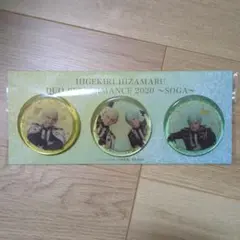 HIGEKIRI HIZAMARU
DUO PERFORMANCE 2020 ～SOGA～